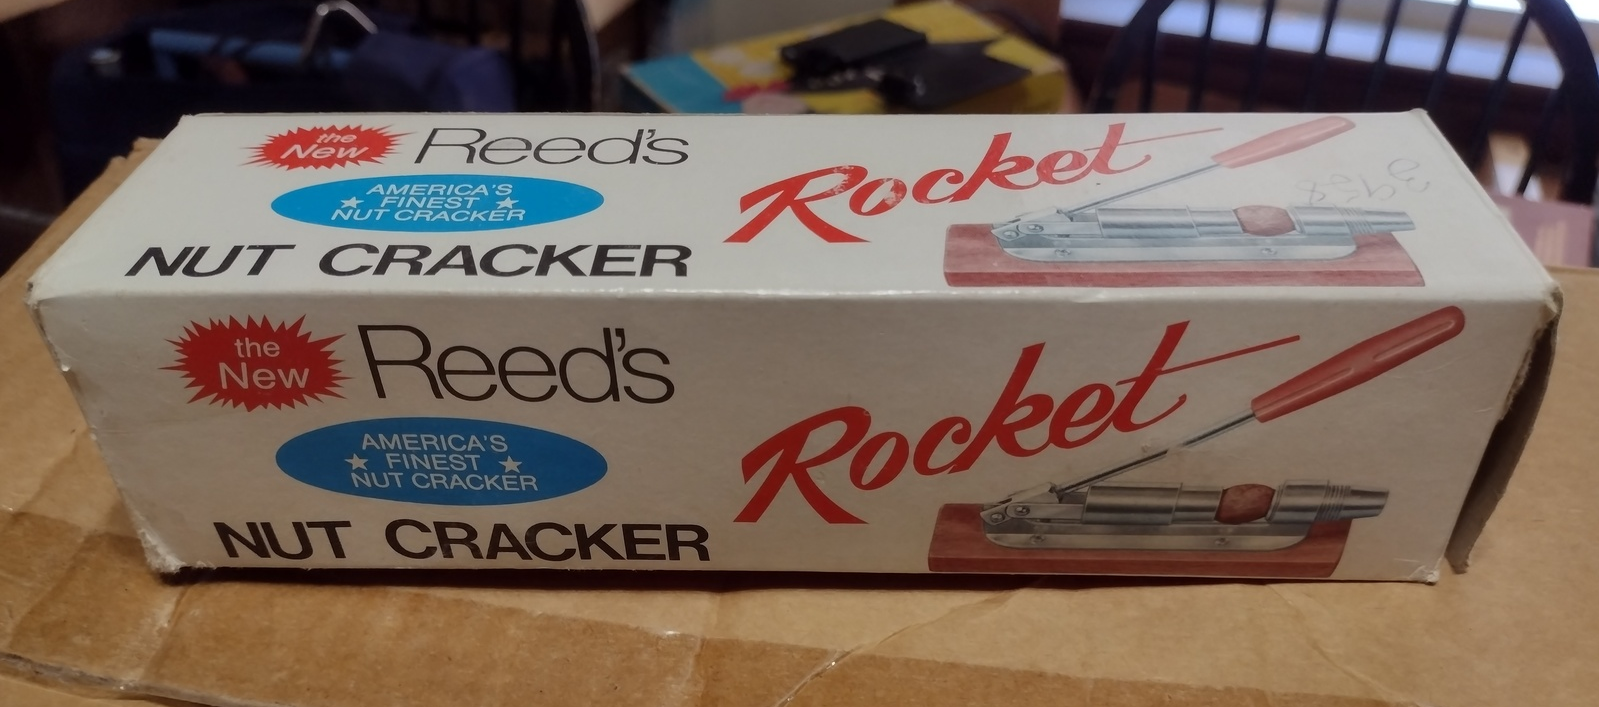 the
New
Reed's
AMERICA'S
FINEST
NUT CRACKER
NUT CRACKER
Rocket
the
New
Reed's
AMERICA'S
FINEST
NUT CRACKER
NUT CRACKER
Rocket